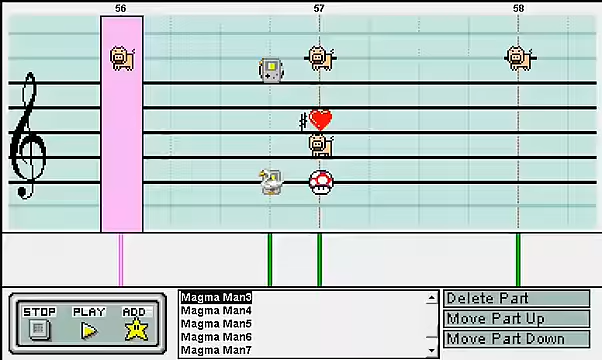 56 57 58
STOP PLAY ADD
Magma Man3
Magma Man4
Magma Man5
Magma Man6
Magma Man7
Delete Part
Move Part Up
Move Part Down